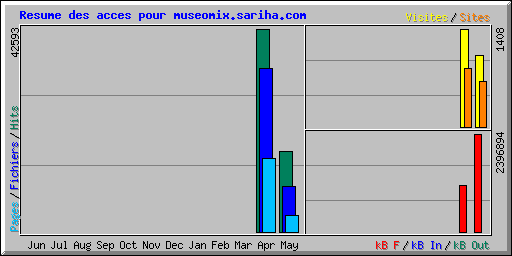 Resume des acces pour museomix.sariha.com
Visites/Sites
42593
1408
2396894
Pages/Fichiers/Hits
Jun Jul Aug Sep Oct Nov Dec Jan Feb Mar Apr May
kB F/kB In/kB Out